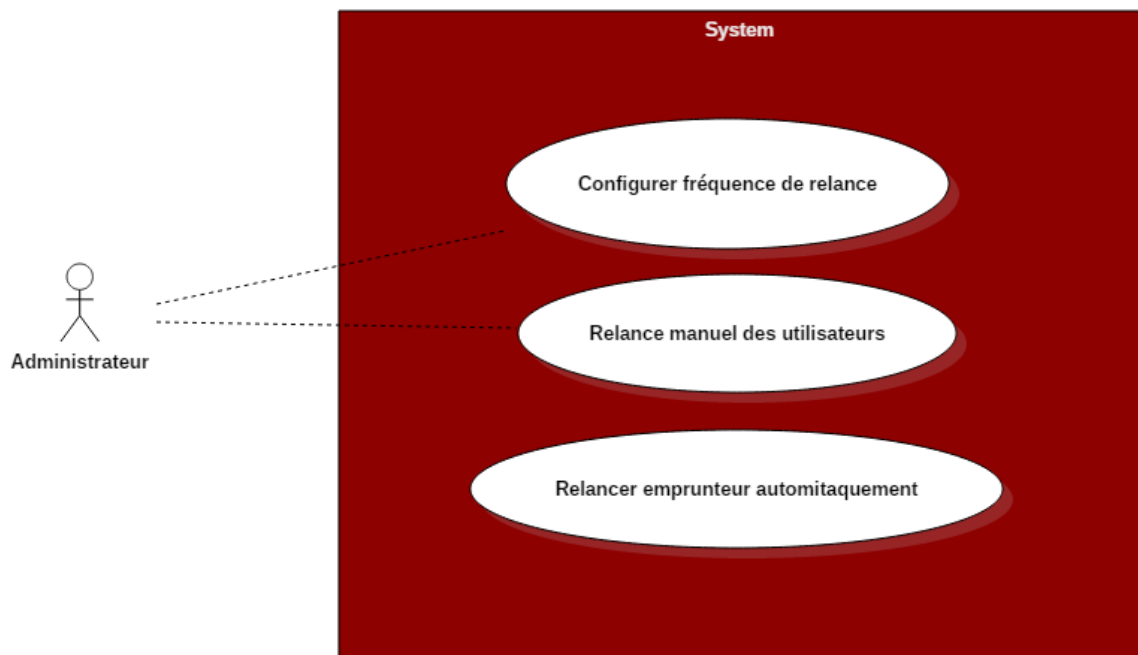 System
Configurer fréquence de relance
Relance manuel des utilisateurs
Administrateur
Relancer emprunteur automitaquement